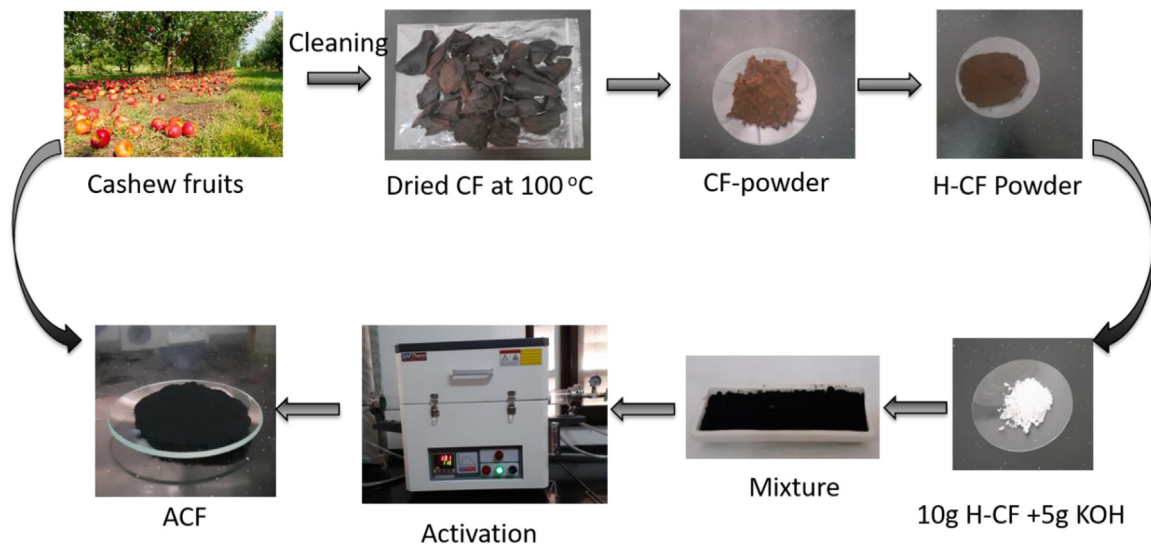 Cleaning
Cashew fruits
Dried CF at 100 °C
CF-powder
H-CF Powder
ACF
Activation
Mixture
10g H-CF +5g KOH